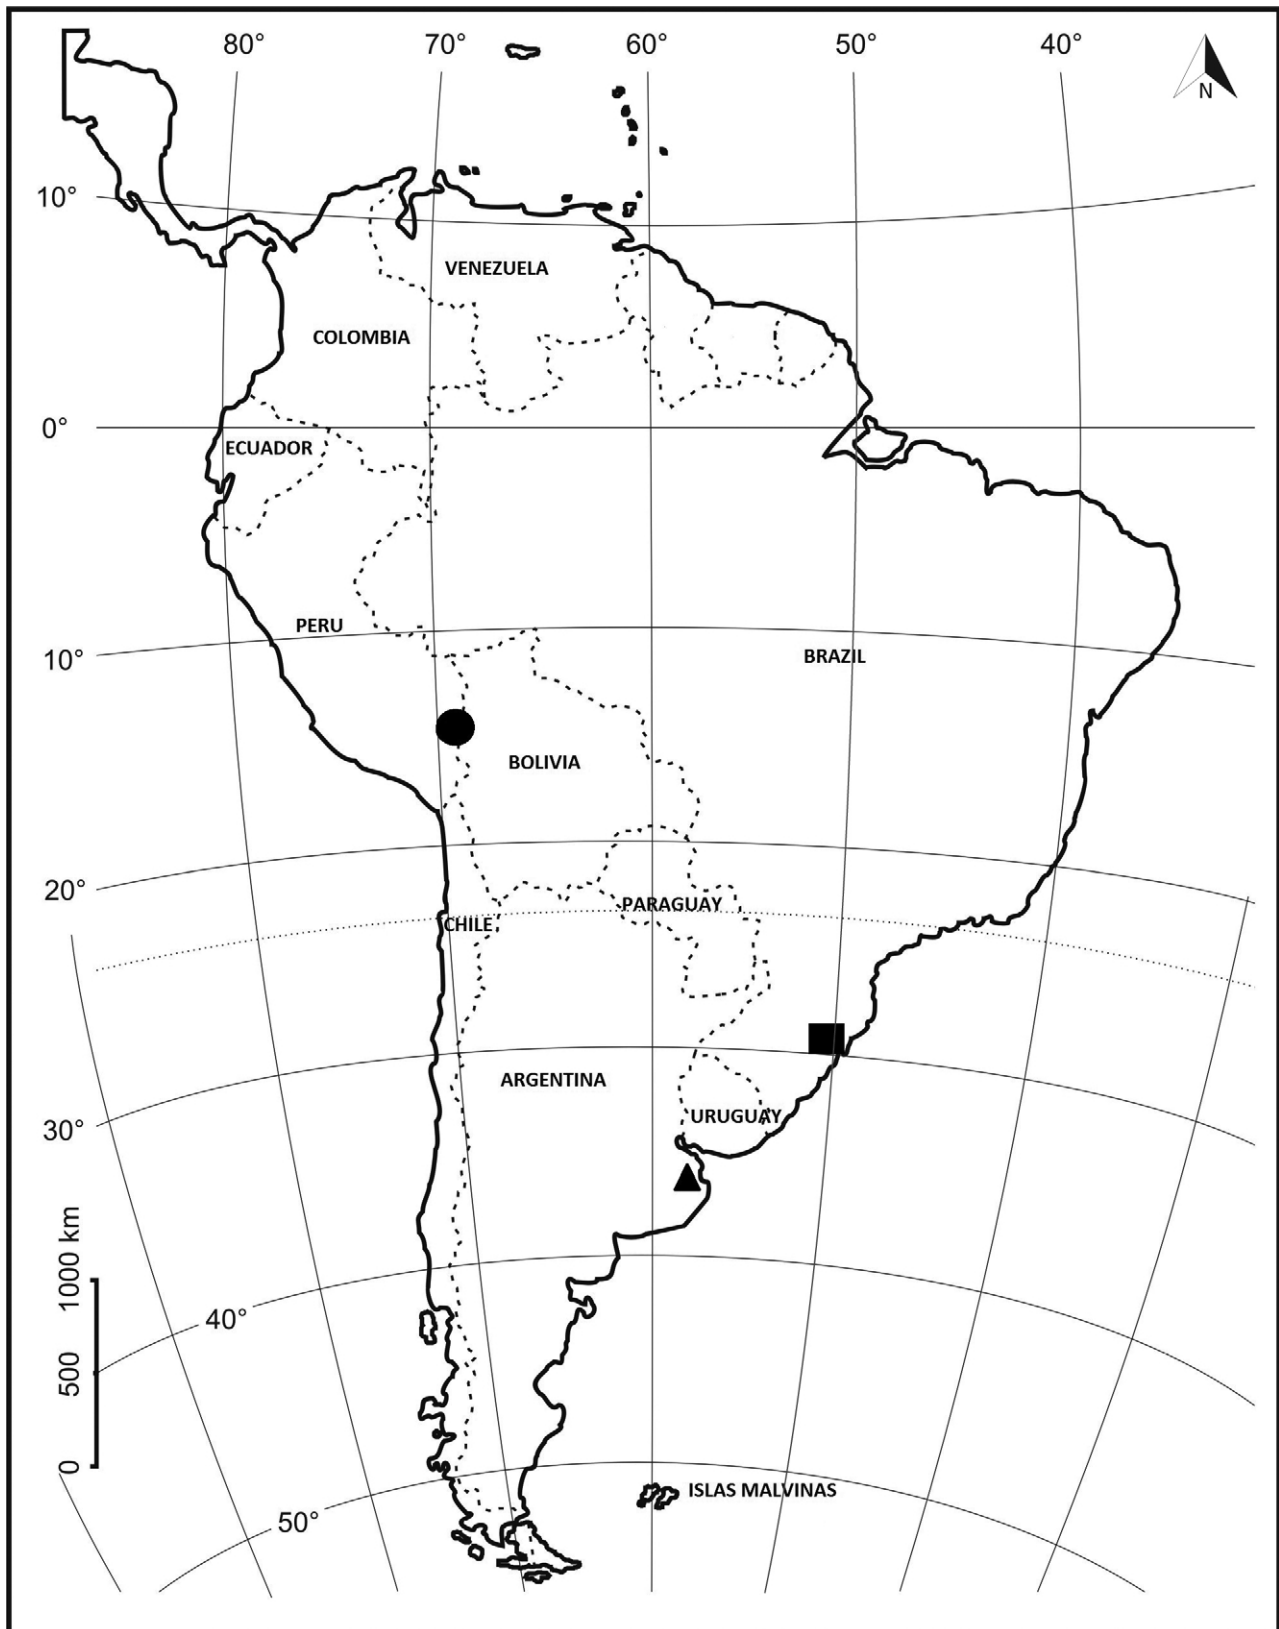 80° 70° 60° 50° 40°
N
10°
VENEZUELA
COLOMBIA
0°
ECUADOR
PERU
10°
BRAZIL
BOLIVIA
20°
PARAGUAY
CHILE
ARGENTINA
URUGUAY
30°
40°
0 500 1000 km
ISLAS MALVINAS
50°